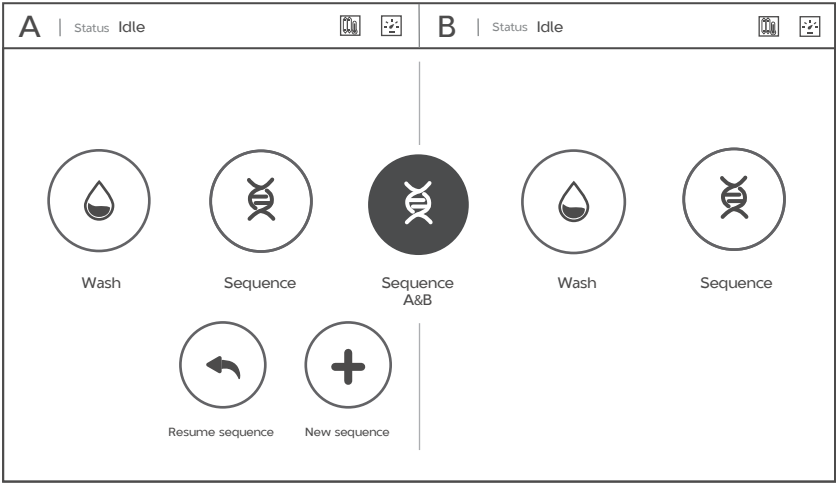 A Status Idle
B Status Idle
Wash
Sequence
Sequence
A&B
Wash
Sequence
Resume sequence
New sequence